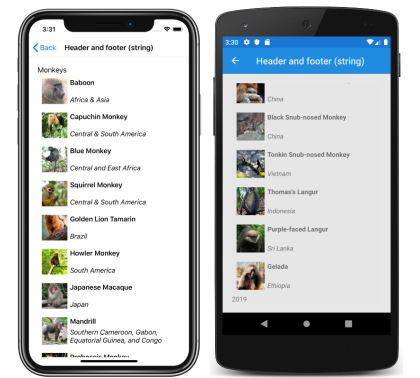 3:31
Back
Header and footer (string)
Monkeys
Baboon
Africa & Asia
Capuchin Monkey
Central & South America
Blue Monkey
Central and East Africa
Squirrel Monkey
Central & South America
Golden Lion Tamarin
Brazil
Howler Monkey
South America
Japanese Macaque
Japan
Mandrill
Southern Cameroon, Gabon,
Equatorial Guinea, and Congo
Proboscis Monkey
3:30
Header and footer (string)
China
Black Snub-nosed Monkey
China
Tonkin Snub-nosed Monkey
Vietnam
Thomas's Langur
Indonesia
Purple-faced Langur
Sri Lanka
Gelada
Ethiopia
2019